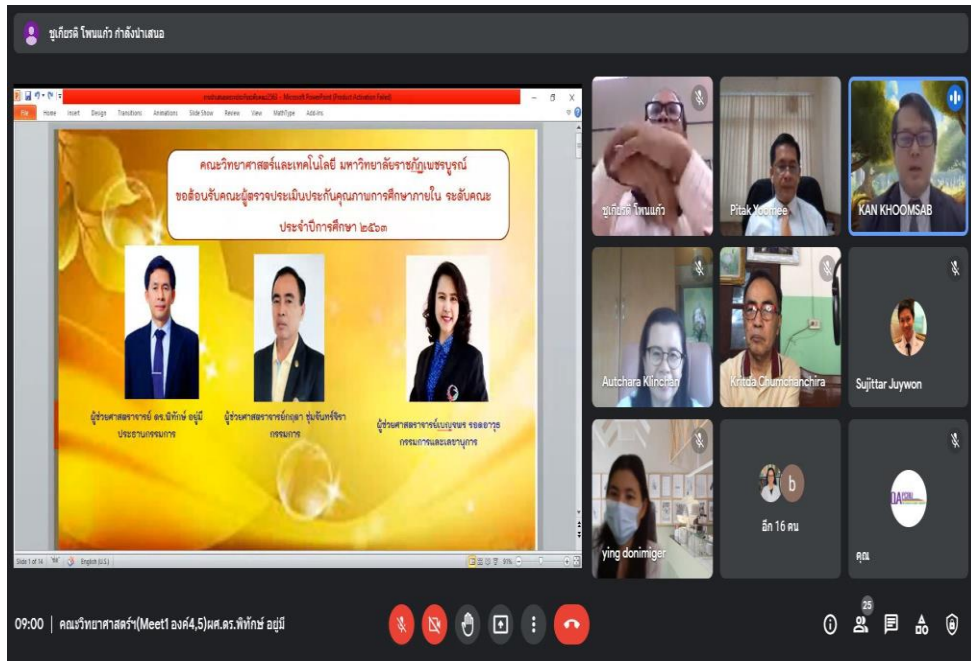 ชูเกียรติ โพนแก้ว กำลังนำเสนอ
Microsoft PowerPoint (Product Activation Failed)
File Home Insert Design Transitions Animations Slide Show Review View MathType Add-Ins
คณะวิทยาศาสตร์และเทคโนโลยี มหาวิทยาลัยราชภัฏเพชรบูรณ์
ขอต้อนรับคณะผู้ตรวจประเมินประกันคุณภาพการศึกษาภายใน ระดับคณะ
ประจำปีการศึกษา ๒๕๖๓
ผู้ช่วยศาสตราจารย์ ดร.พิทักษ์ อยู่มี
ประธานกรรมการ
ผู้ช่วยศาสตราจารย์กฤดา ชุ่มจันทร์จิรา
กรรมการ
ผู้ช่วยศาสตราจารย์เบญจพร รอดอาวุธ
กรรมการและเลขานุการ
Slide 1 of 14
English (U.S.)
90%
ชูเกียรติ โพนแก้ว
Pitak Yoomee
KAN KHOOMSAB
Autchara Klinchan
Kritda Chumchanchira
Sujittar Juywon
ying donimiger
b
อีก 16 คน
คุณ
09:00 | คณะวิทยาศาสตร์ฯ(Meet1 องค์4,5)ผศ.ดร.พิทักษ์ อยู่มี
25